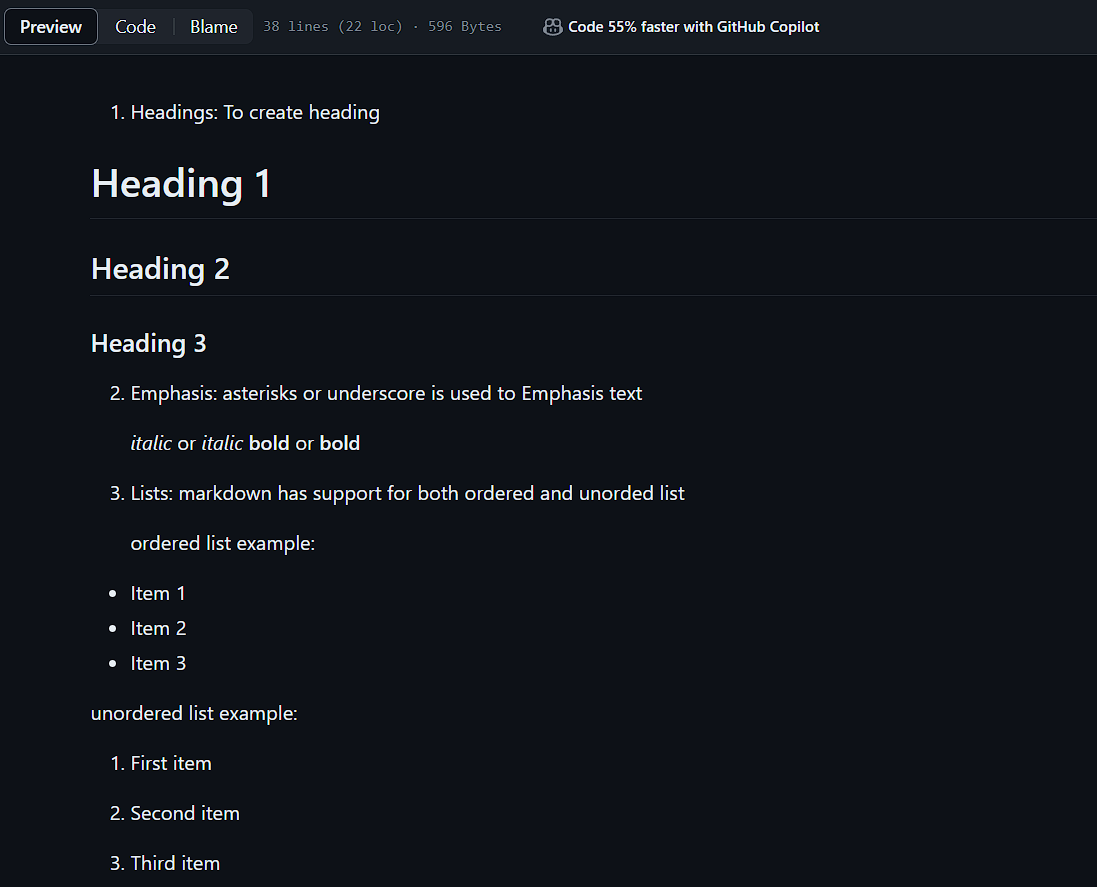 Preview Code Blame 38 lines (22 loc) · 596 Bytes Code 55% faster with GitHub Copilot
1. Headings: To create heading
Heading 1
Heading 2
Heading 3
2. Emphasis: asterisks or underscore is used to Emphasis text
italic or italic bold or bold
3. Lists: markdown has support for both ordered and unorded list
ordered list example:
• Item 1
• Item 2
• Item 3
unordered list example:
1. First item
2. Second item
3. Third item